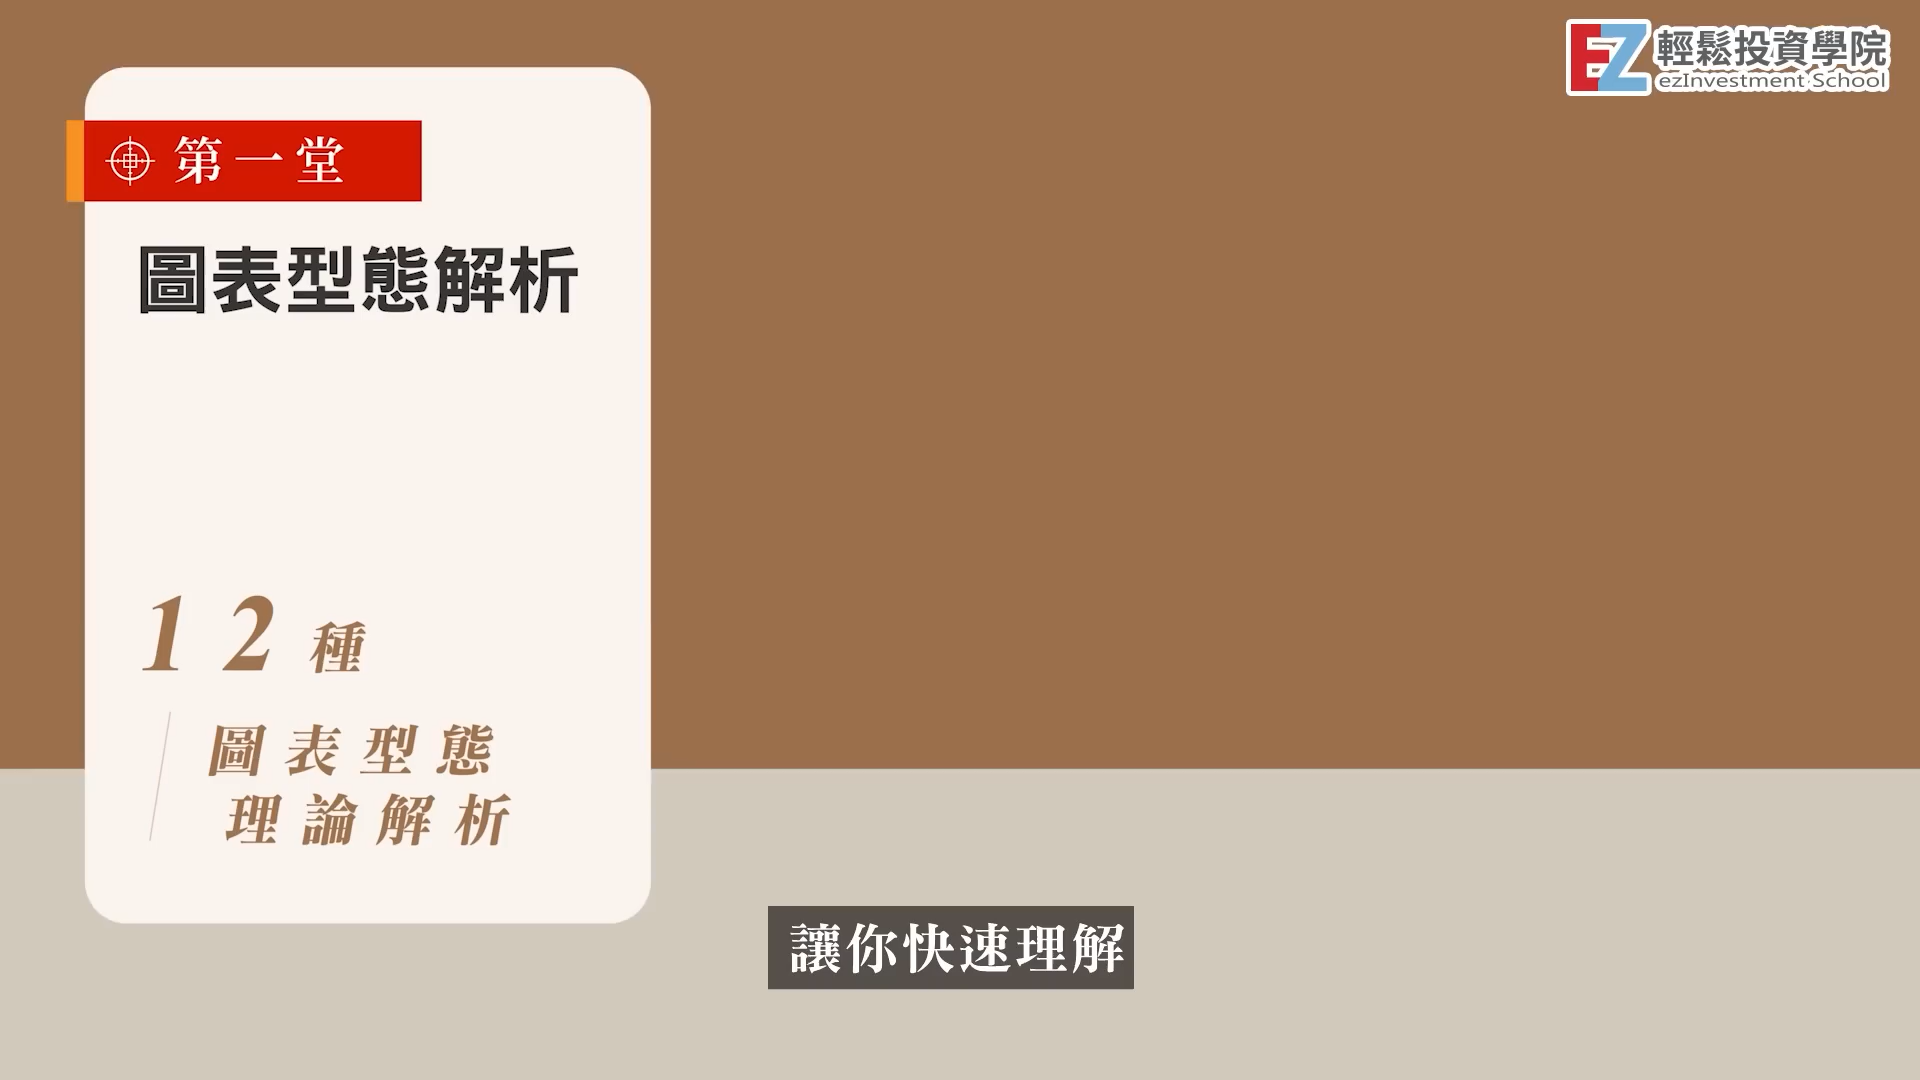 EZ 輕鬆投資學院
ezInvestment School
第一堂
圖表型態解析
12種
圖表型態
理論解析
讓你快速理解